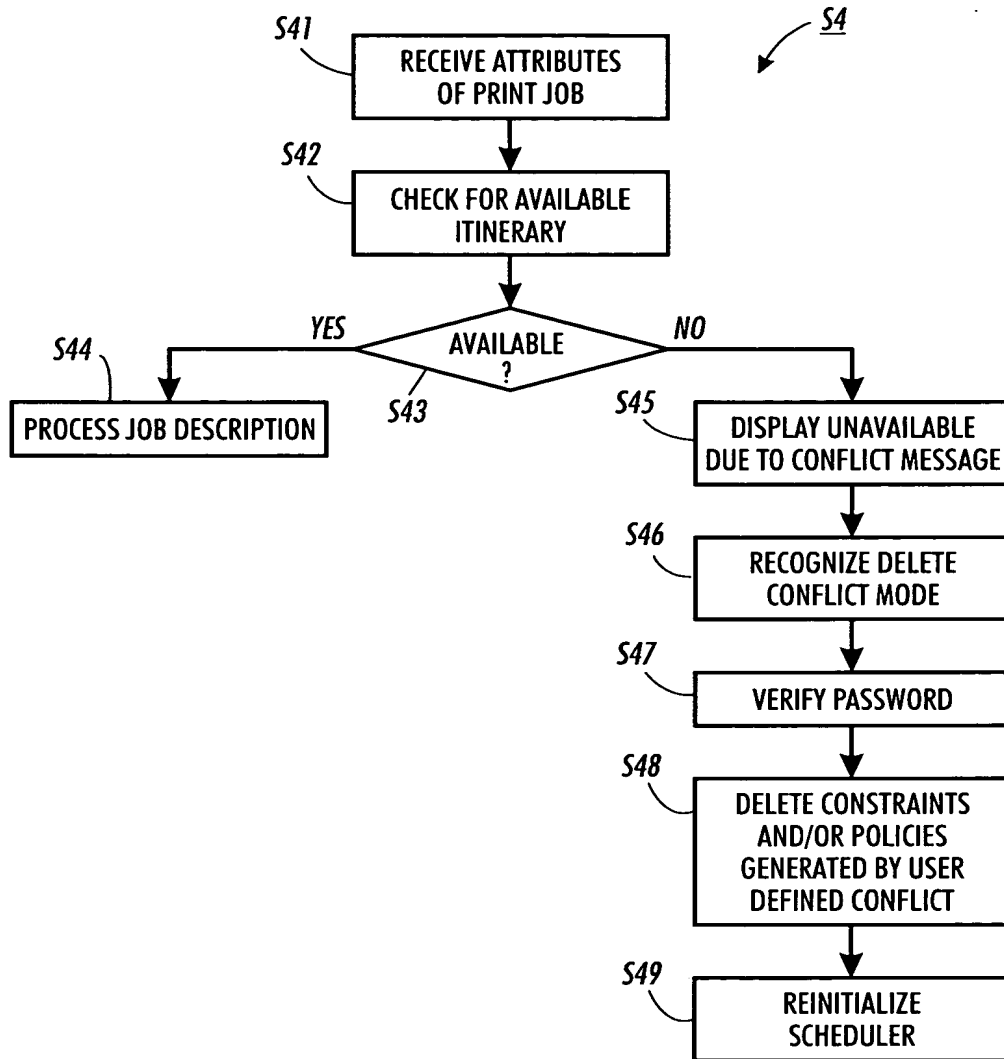 S4
S41
RECEIVE ATTRIBUTES
OF PRINT JOB
S42
CHECK FOR AVAILABLE
ITINERARY
YES
AVAILABLE
?
NO
S43
S44
PROCESS JOB DESCRIPTION
S45
DISPLAY UNAVAILABLE
DUE TO CONFLICT MESSAGE
S46
RECOGNIZE DELETE
CONFLICT MODE
S47
VERIFY PASSWORD
S48
DELETE CONSTRAINTS
AND/OR POLICIES
GENERATED BY USER
DEFINED CONFLICT
S49
REINITIALIZE
SCHEDULER